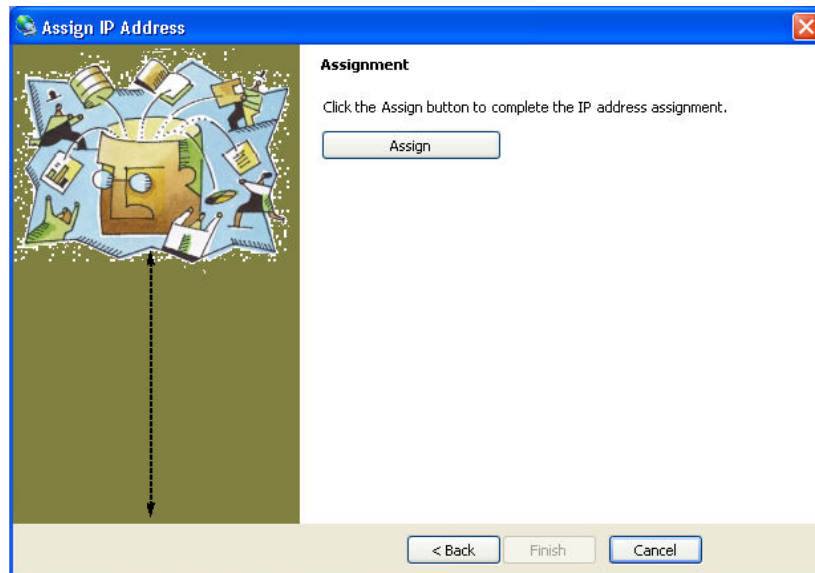 Assign IP Address
Assignment
Click the Assign button to complete the IP address assignment.
Assign
< Back
Finish
Cancel